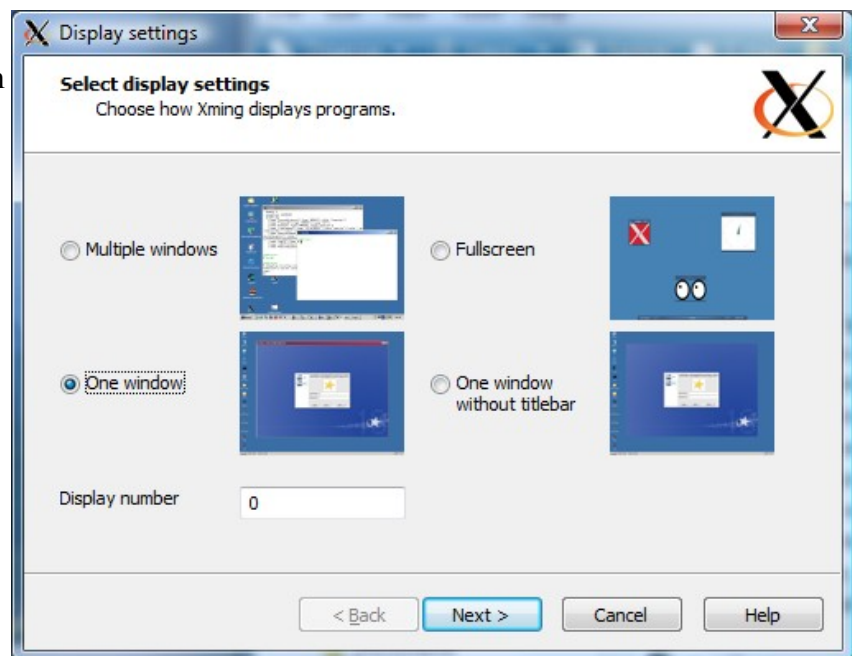 Display settings
Select display settings
Choose how Xming displays programs.
Multiple windows
Fullscreen
One window
One window
without titlebar
Display number
0
< Back
Next >
Cancel
Help